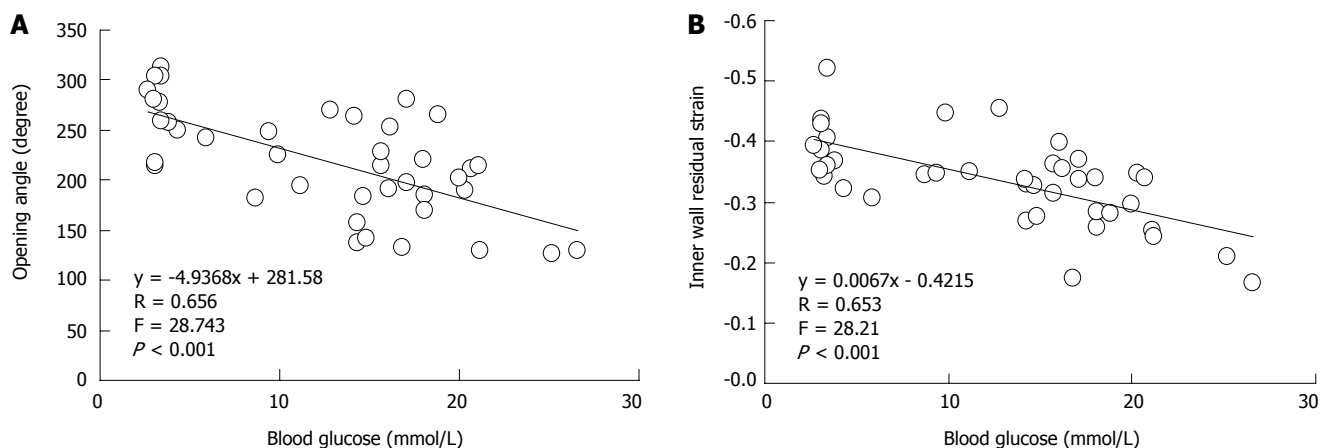 A
350
300
250
200
150
100
50
0
Opening angle (degree)
y = -4.9368x + 281.58
R = 0.656
F = 28.743
P < 0.001
0 10 20 30
Blood glucose (mmol/L)
B
-0.6
-0.5
-0.4
-0.3
-0.2
-0.1
-0.0
Inner wall residual strain
y = 0.0067x - 0.4215
R = 0.653
F = 28.21
P < 0.001
0 10 20 30
Blood glucose (mmol/L)